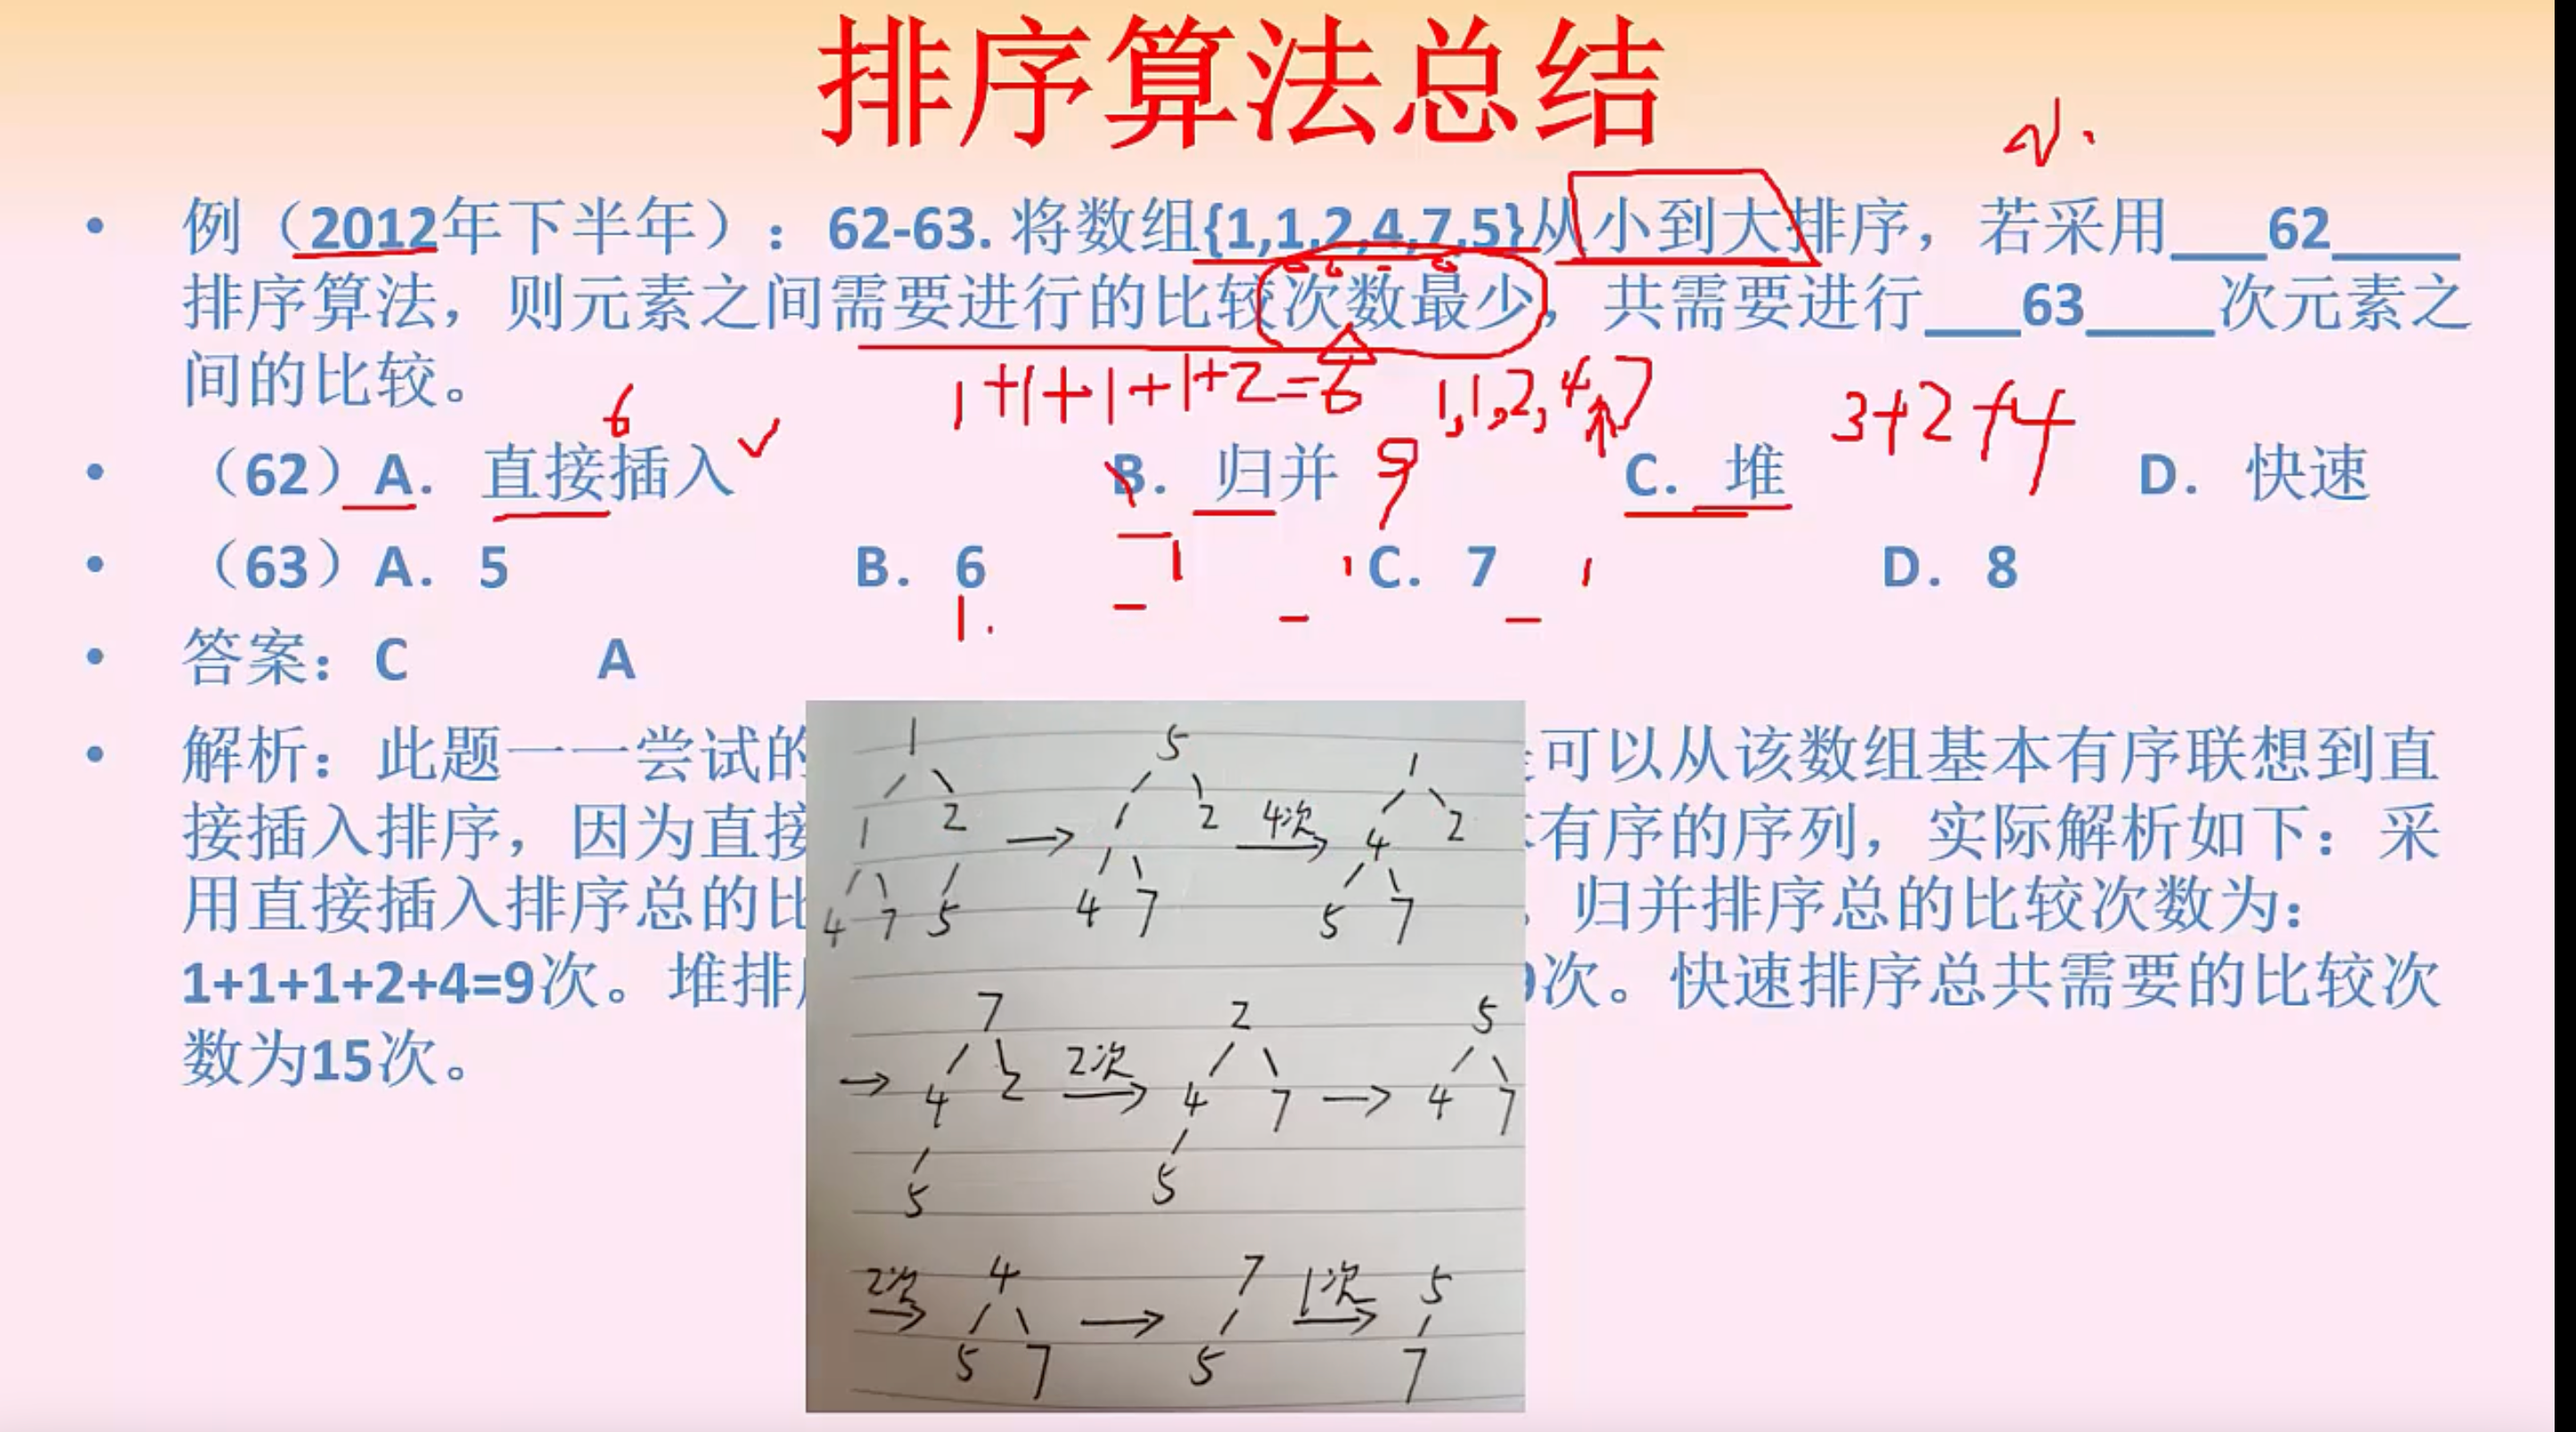 排序算法总结
例（2012年下半年）：62-63. 将数组{1,1,2,4,7,5}从小到大排序，若采用___62____
排序算法，则元素之间需要进行的比较次数最少，共需要进行___63____次元素之
间的比较。
1+1+1+1+2=6 1,1,2,4,7 3+2+4
6
（62）A. 直接插入 B. 归并 C. 堆 D. 快速
9
（63）A. 5 B. 6 C. 7 D. 8
1 1 1
1.
答案：C A
解析：此题一一尝试的 可以从该数组基本有序联想到直
接插入排序，因为直接 有序的序列，实际解析如下：采
用直接插入排序总的比 归并排序总的比较次数为：
1+1+1+2+4=9次。堆排 次。快速排序总共需要的比较次
数为15次。
1 5 1
1 2 → 1 2 4次 → 4 2
4 7 5 4 7 5 7
7 2 5
→ 4 2 2次 → 4 7 → 4 7
5 5
2次 → 4 → 7 1次 → 5
5 7 5 7